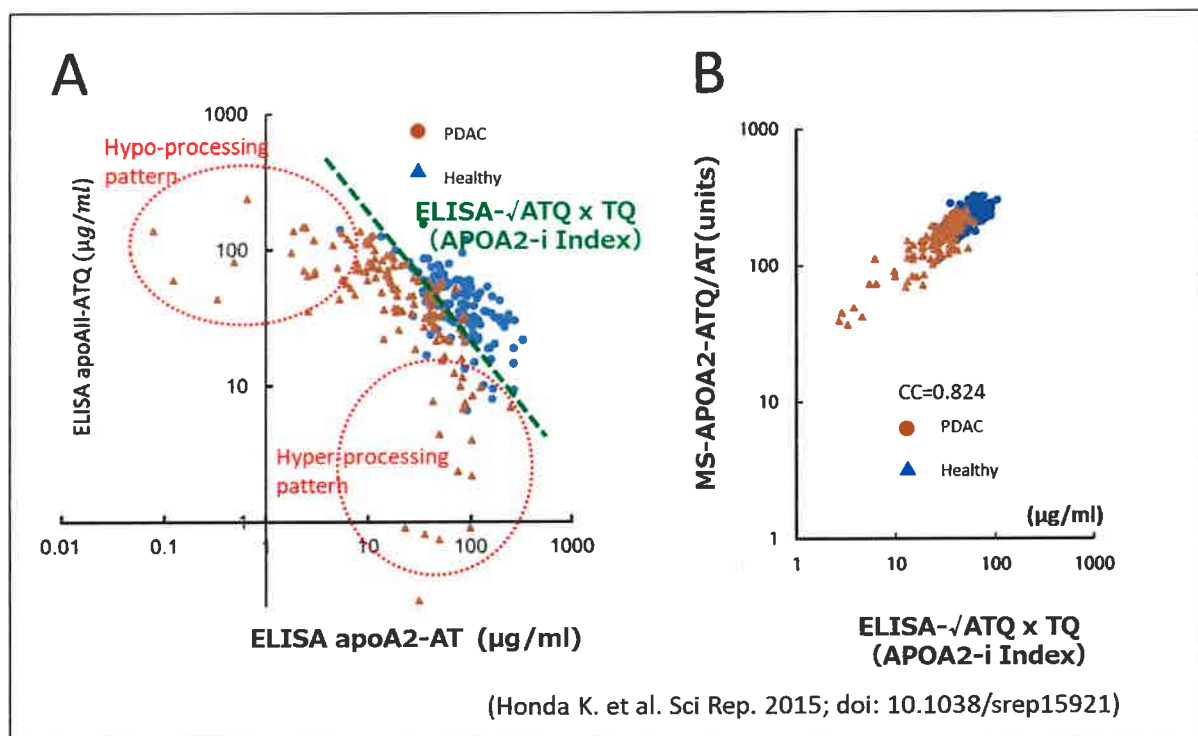 A
1000
100
10
1
0.01
0.1
1
10
100
1000
Hypo-processing
pattern
PDAC
Healthy
ELISA-√ATQ x TQ
(APOA2-i Index)
Hyper-processing
pattern
ELISA apoAII-ATQ (μg/ml)
ELISA apoA2-AT (μg/ml)
B
1000
100
10
1
1
10
100
1000
MS-APOA2-ATQ/AT(units)
CC=0.824
PDAC
Healthy
(μg/ml)
ELISA-√ATQ x TQ
(APOA2-i Index)
(Honda K. et al. Sci Rep. 2015; doi: 10.1038/srep15921)